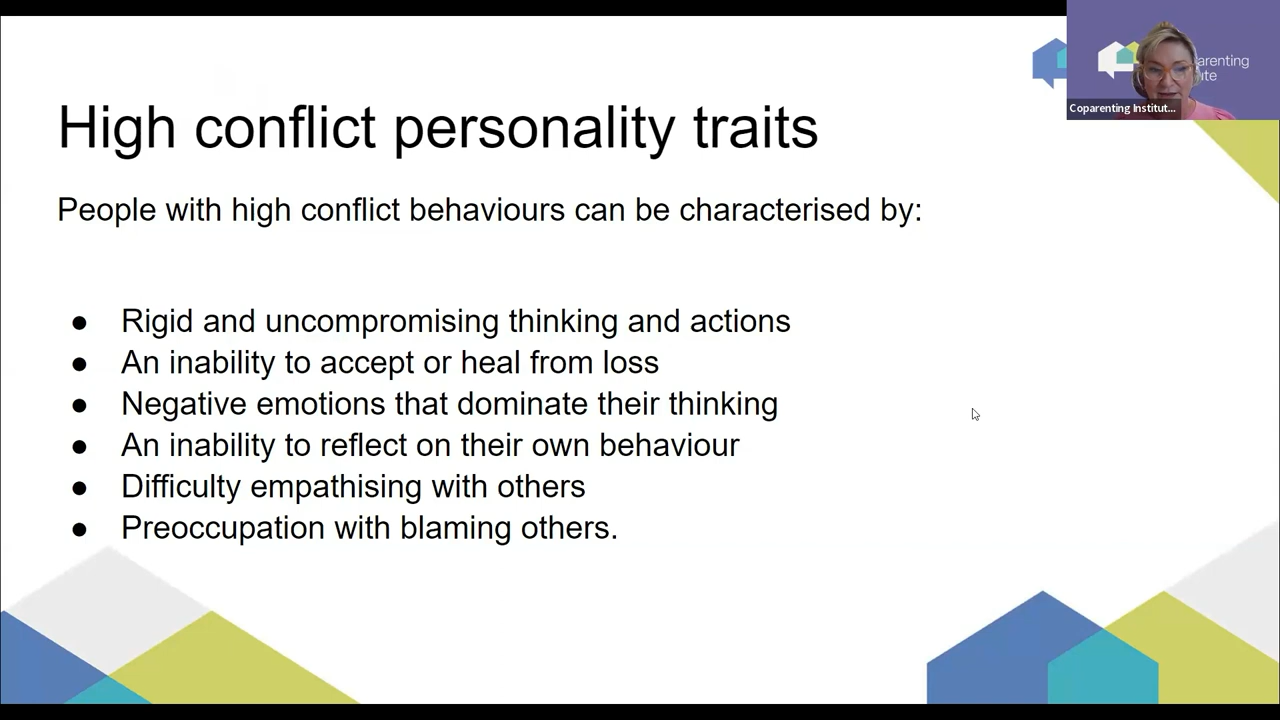 High conflict personality traits
People with high conflict behaviours can be characterised by:
● Rigid and uncompromising thinking and actions
● An inability to accept or heal from loss
● Negative emotions that dominate their thinking
● An inability to reflect on their own behaviour
● Difficulty empathising with others
● Preoccupation with blaming others.
arenting
ute
Coparenting Institut...